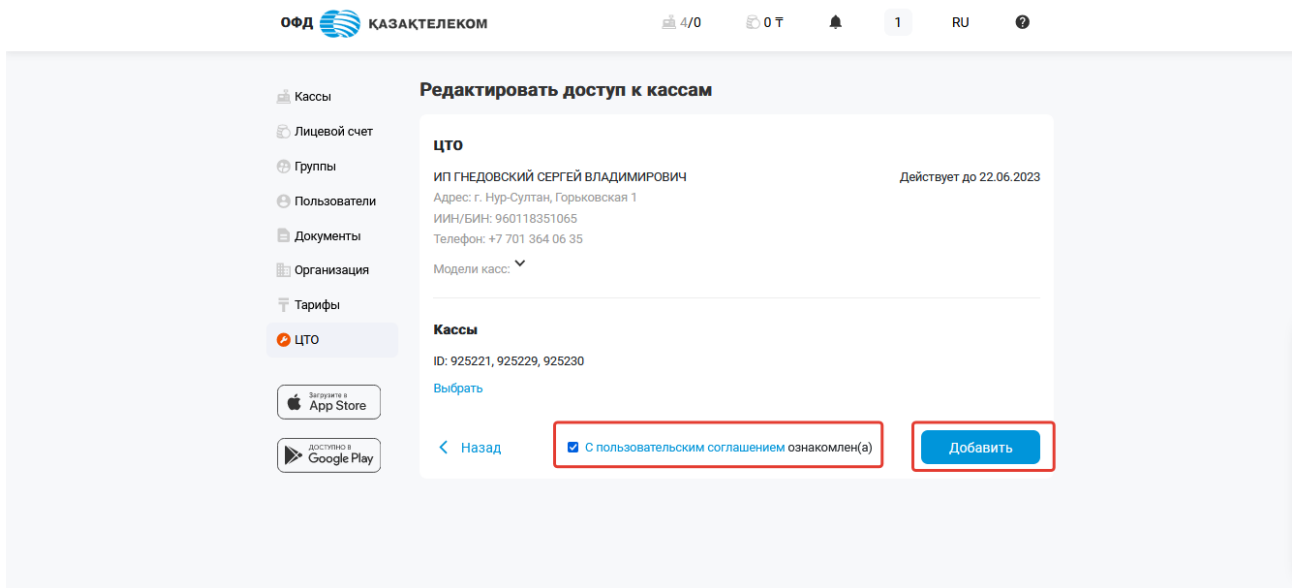 ОФД ҚАЗАҚТЕЛЕКОМ 4/0 0 ₸ 1 RU ?
Кассы
Лицевой счет
Группы
Пользователи
Документы
Организация
Тарифы
ЦТО
Загрузите в
App Store
ДОСТУПНО В
Google Play
Редактировать доступ к кассам
ЦТО
ИП ГНЕДОВСКИЙ СЕРГЕЙ ВЛАДИМИРОВИЧ Действует до 22.06.2023
Адрес: г. Нур-Султан, Горьковская 1
ИИН/БИН: 960118351065
Телефон: +7 701 364 06 35
Модели касс:
Кассы
ID: 925221, 925229, 925230
Выбрать
Назад С пользовательским соглашением ознакомлен(а) Добавить